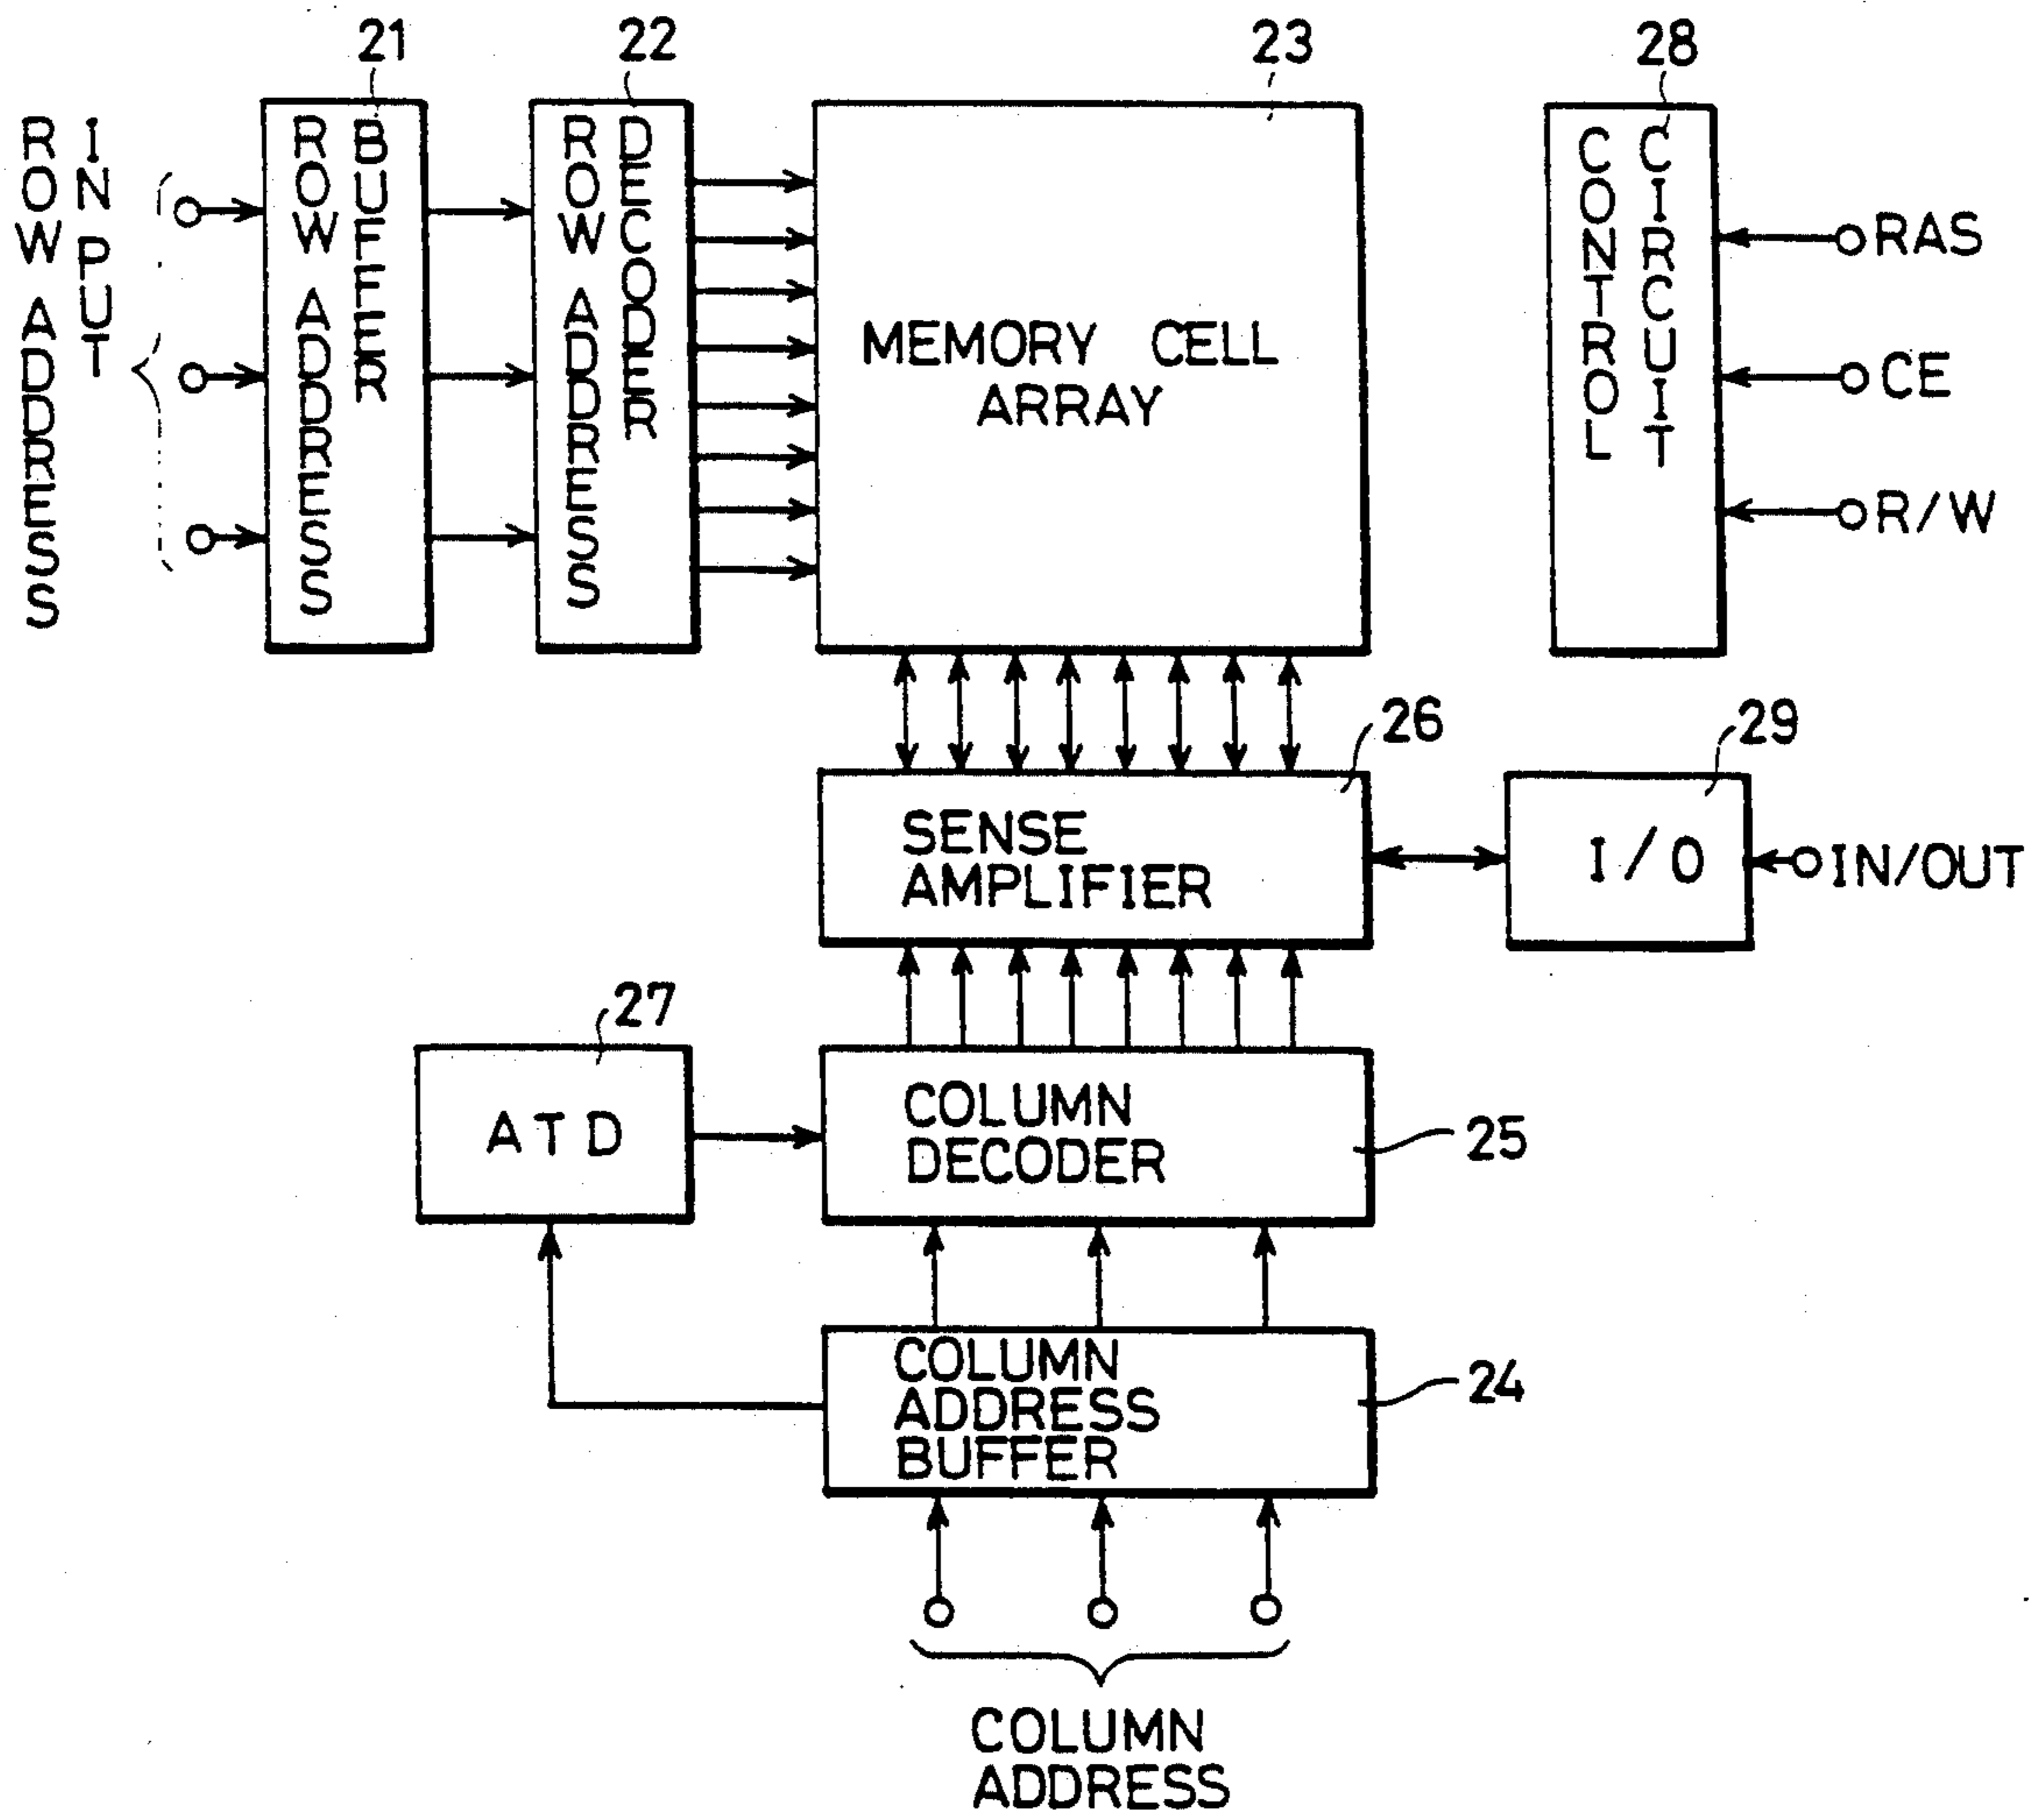 21
22
23
28
ROW ADDRESS
INPUT
ROW ADDRESS
BUFFER
ROW ADDRESS
DECODER
MEMORY CELL
ARRAY
CONTROL
CIRCUIT
RAS
CE
R/W
26
29
SENSE
AMPLIFIER
I/O
IN/OUT
27
ATD
COLUMN
DECODER
25
COLUMN
ADDRESS
BUFFER
24
COLUMN
ADDRESS